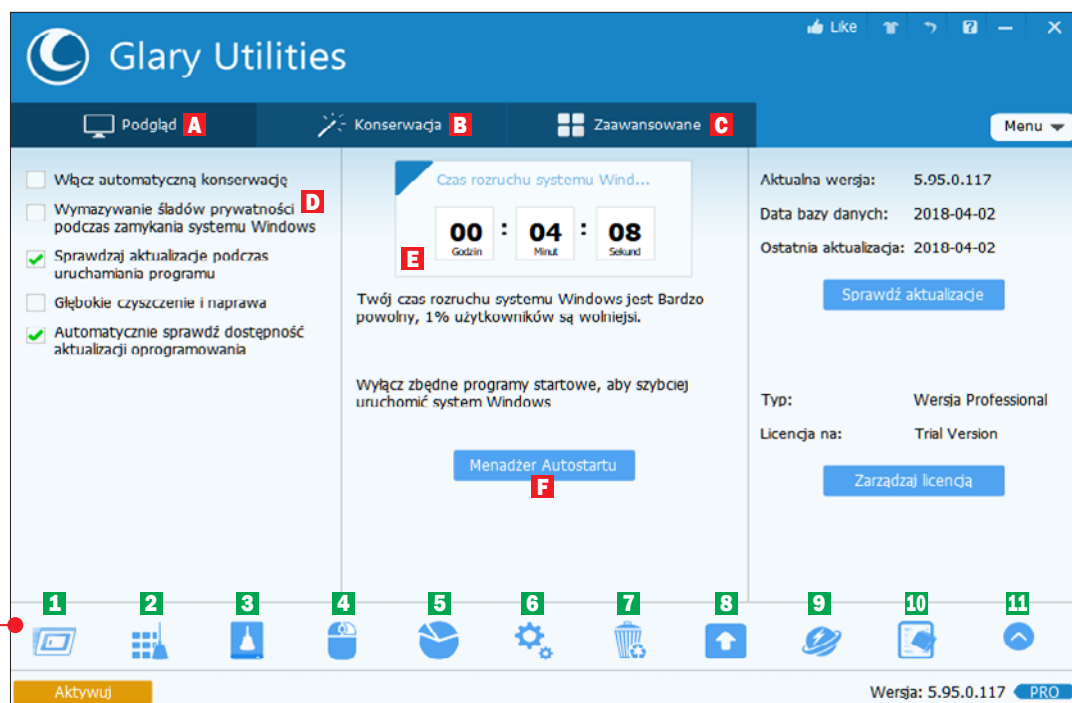 Like
Glary Utilities
Podgląd A
Konserwacja B
Zaawansowane C
Menu
Włącz automatyczną konserwację
Wymazywanie śladów prywatności D
podczas zamykania systemu Windows
Sprawdzaj aktualizacje podczas
uruchamiania programu
Głębokie czyszczenie i naprawa
Automatycznie sprawdź dostępność
aktualizacji oprogramowania
Czas rozruchu systemu Wind...
00 : 04 : 08
Godzin Minut Sekund
E
Twój czas rozruchu systemu Windows jest Bardzo
powolny, 1% użytkowników są wolniejsi.
Wyłącz zbędne programy startowe, aby szybciej
uruchomić system Windows
Menadżer Autostartu
F
Aktualna wersja: 5.95.0.117
Data bazy danych: 2018-04-02
Ostatnia aktualizacja: 2018-04-02
Sprawdź aktualizacje
Typ: Wersja Professional
Licencja na: Trial Version
Zarządzaj licencją
1 2 3 4 5 6 7 8 9 10 11
Aktywuj
Wersja: 5.95.0.117 PRO